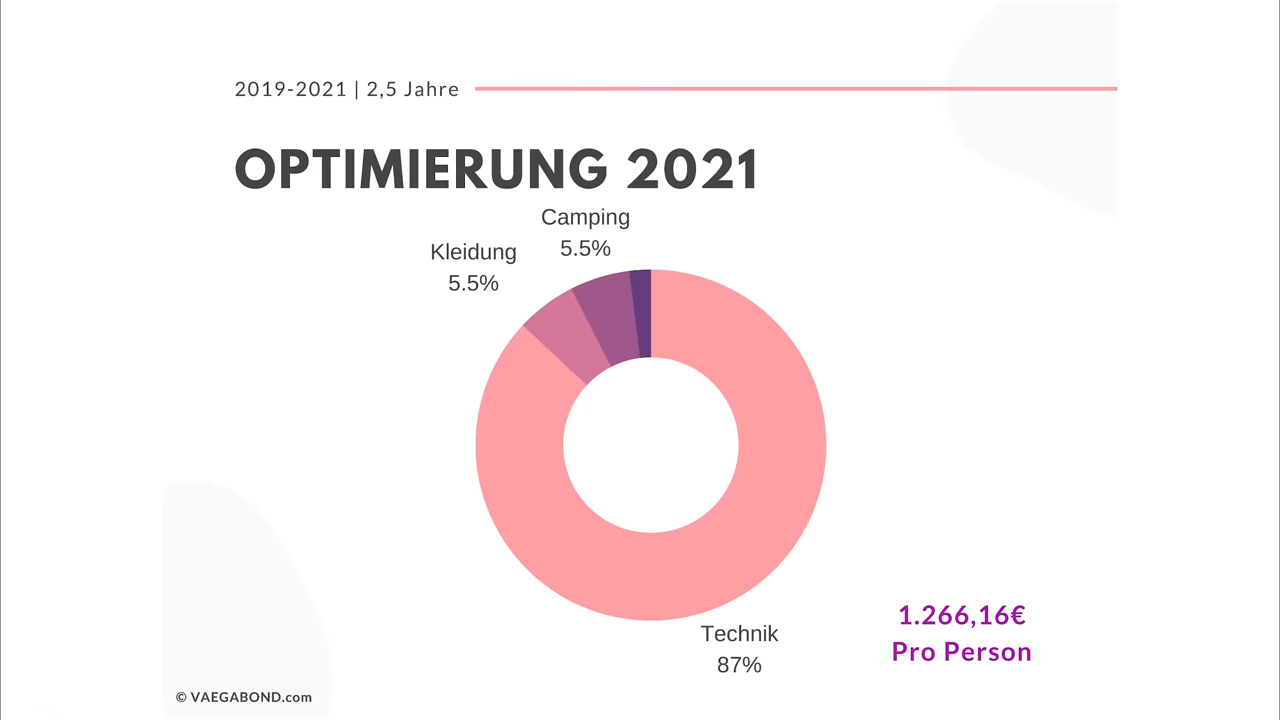 2019-2021 | 2,5 Jahre
OPTIMIERUNG 2021
Camping
5.5%
Kleidung
5.5%
Technik
87%
1.266,16€
Pro Person
© VAEGABOND.com